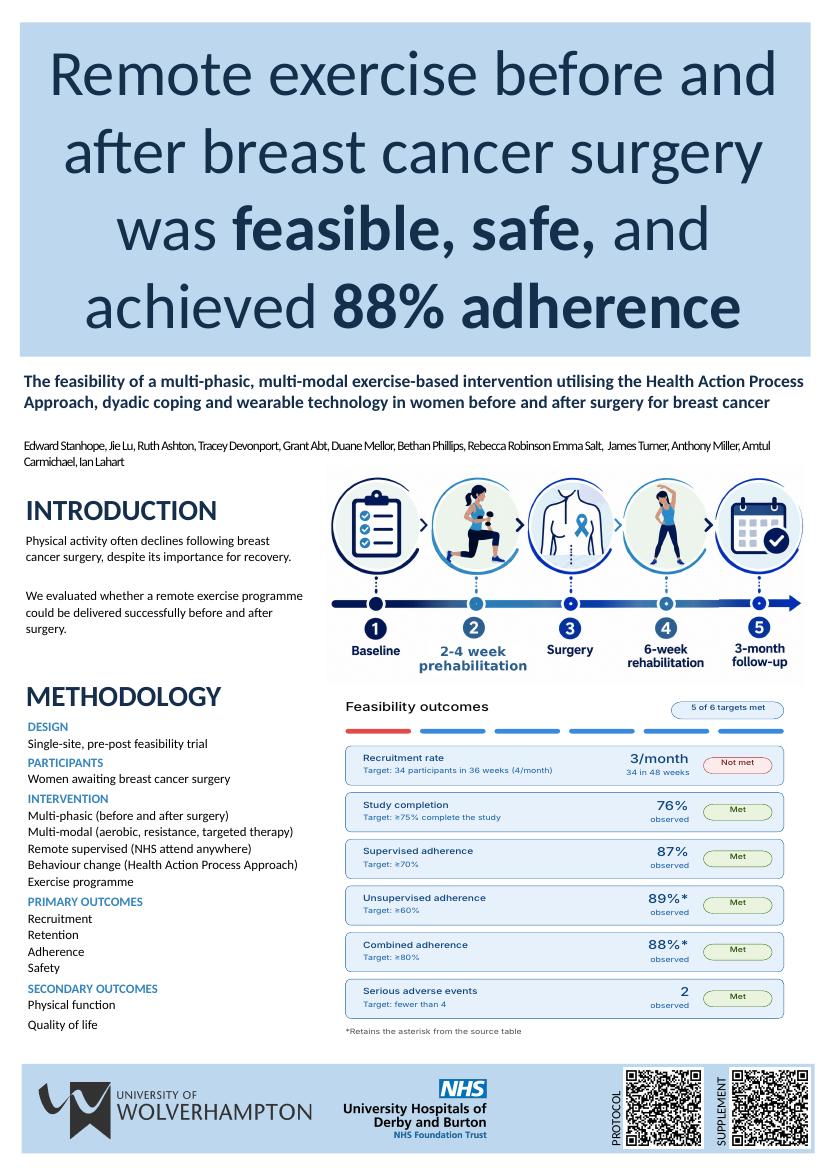 Remote exercise before and
after breast cancer surgery
was feasible, safe, and
achieved 88% adherence
The feasibility of a multi-phasic, multi-modal exercise-based intervention utilising the Health Action Process
Approach, dyadic coping and wearable technology in women before and after surgery for breast cancer
Edward Stanhope, Jie Lu, Ruth Ashton, Tracey Devonport, Grant Abt, Duane Mellor, Bethan Phillips, Rebecca Robinson Emma Salt, James Turner, Anthony Miller, Amtul
Carmichael, Ian Lahart
INTRODUCTION
Physical activity often declines following breast
cancer surgery, despite its importance for recovery.
We evaluated whether a remote exercise programme
could be delivered successfully before and after
surgery.
1
Baseline
2
2-4 week
prehabilitation
3
Surgery
4
6-week
rehabilitation
5
3-month
follow-up
METHODOLOGY
DESIGN
Single-site, pre-post feasibility trial
PARTICIPANTS
Women awaiting breast cancer surgery
INTERVENTION
Multi-phasic (before and after surgery)
Multi-modal (aerobic, resistance, targeted therapy)
Remote supervised (NHS attend anywhere)
Behaviour change (Health Action Process Approach)
Exercise programme
PRIMARY OUTCOMES
Recruitment
Retention
Adherence
Safety
SECONDARY OUTCOMES
Physical function
Quality of life
Feasibility outcomes
5 of 6 targets met
Recruitment rate
Target: 34 participants in 36 weeks (4/month)
3/month
34 in 48 weeks
Not met
Study completion
Target: ≥75% complete the study
76%
observed
Met
Supervised adherence
Target: ≥70%
87%
observed
Met
Unsupervised adherence
Target: ≥60%
89%*
observed
Met
Combined adherence
Target: ≥80%
88%*
observed
Met
Serious adverse events
Target: fewer than 4
2
observed
Met
*Retains the asterisk from the source table
UNIVERSITY OF
WOLVERHAMPTON
NHS
University Hospitals of
Derby and Burton
NHS Foundation Trust
PROTOCOL
SUPPLEMENT